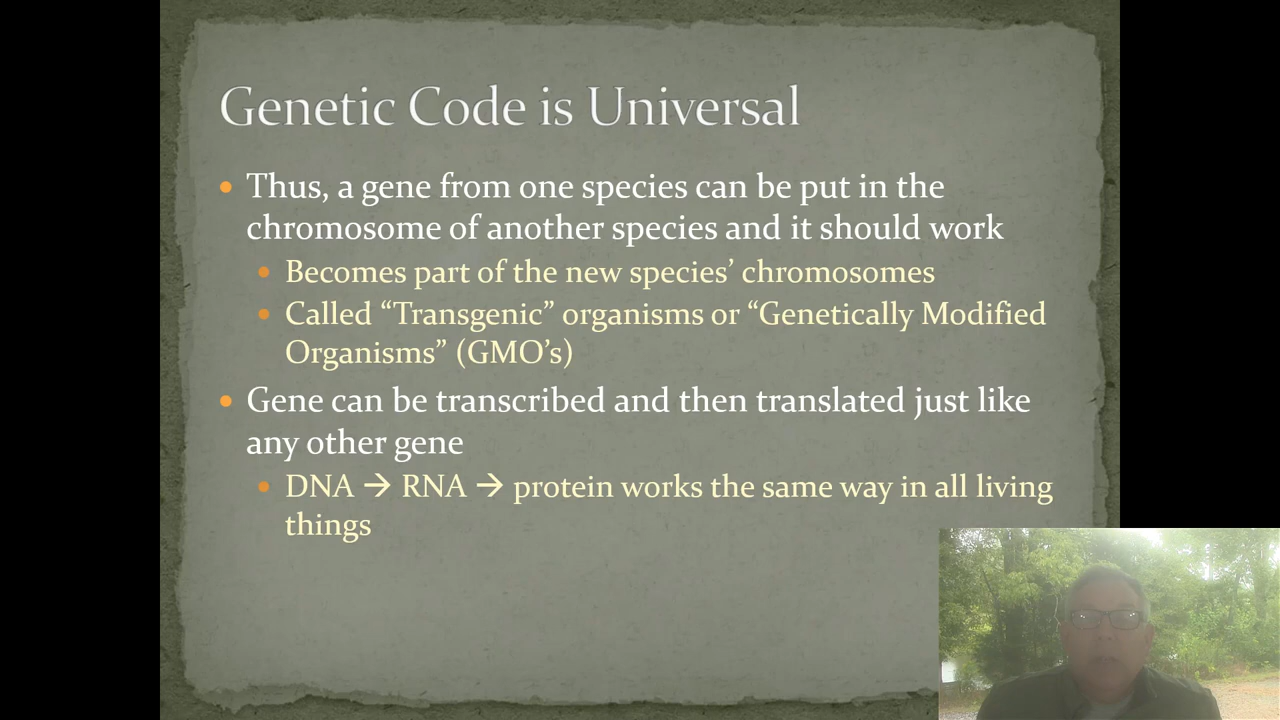 Genetic Code is Universal
• Thus, a gene from one species can be put in the
chromosome of another species and it should work
• Becomes part of the new species’ chromosomes
• Called “Transgenic” organisms or “Genetically Modified
Organisms” (GMO’s)
• Gene can be transcribed and then translated just like
any other gene
• DNA → RNA → protein works the same way in all living
things